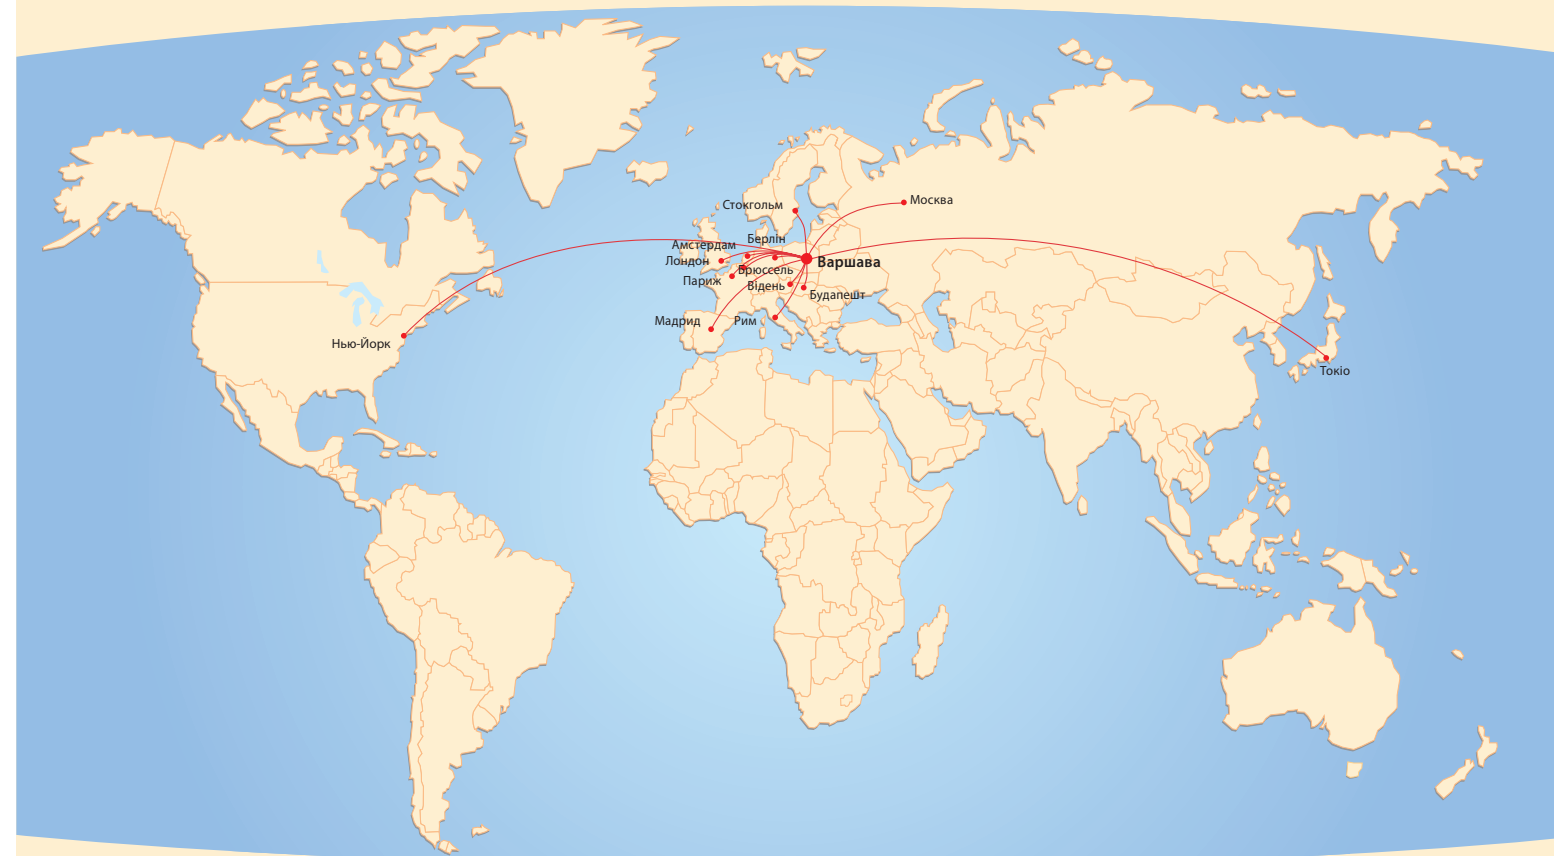 Стокгольм
Москва
Берлін
Амстердам
Лондон
Варшава
Брюссель
Париж
Відень
Будапешт
Мадрид
Рим
Нью-Йорк
Токіо